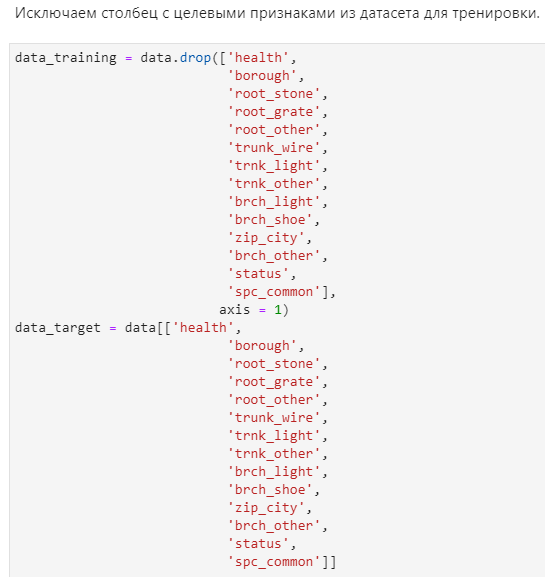 Исключаем столбец с целевыми признаками из датасета для тренировки.
data_training = data.drop(['health',
'borough',
'root_stone',
'root_grate',
'root_other',
'trunk_wire',
'trnk_light',
'trnk_other',
'brch_light',
'brch_shoe',
'zip_city',
'brch_other',
'status',
'spc_common'],
axis = 1)
data_target = data[['health',
'borough',
'root_stone',
'root_grate',
'root_other',
'trunk_wire',
'trnk_light',
'trnk_other',
'brch_light',
'brch_shoe',
'zip_city',
'brch_other',
'status',
'spc_common']]